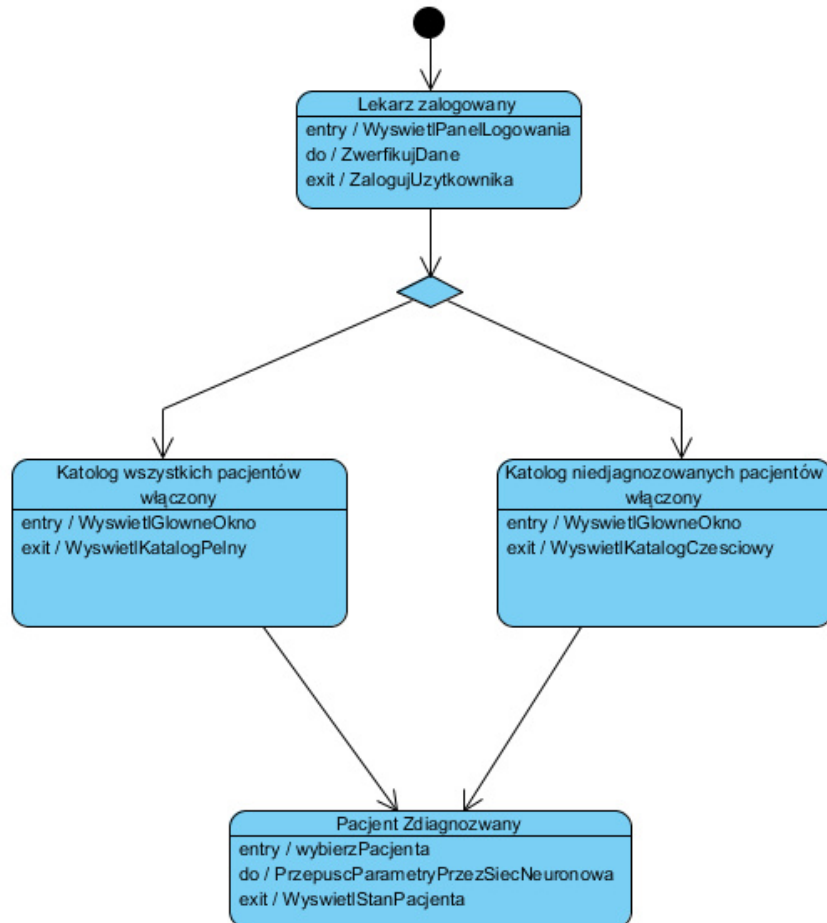 Lekarz zalogowany
entry / WyswietlPanelLogowania
do / ZwerfikujDane
exit / ZalogujUzytkownika
Katolog wszystkich pacjentów
włączony
entry / WyswietlGlowneOkno
exit / WyswietlKatalogPelny
Katolog niedjagnozowanych pacjentów
włączony
entry / WyswietlGlowneOkno
exit / WyswietlKatalogCzesciowy
Pacjent Zdiagnozwany
entry / wybierzPacjenta
do / PrzepuscParametryPrzezSiecNeuronowa
exit / WyswietlStanPacjenta